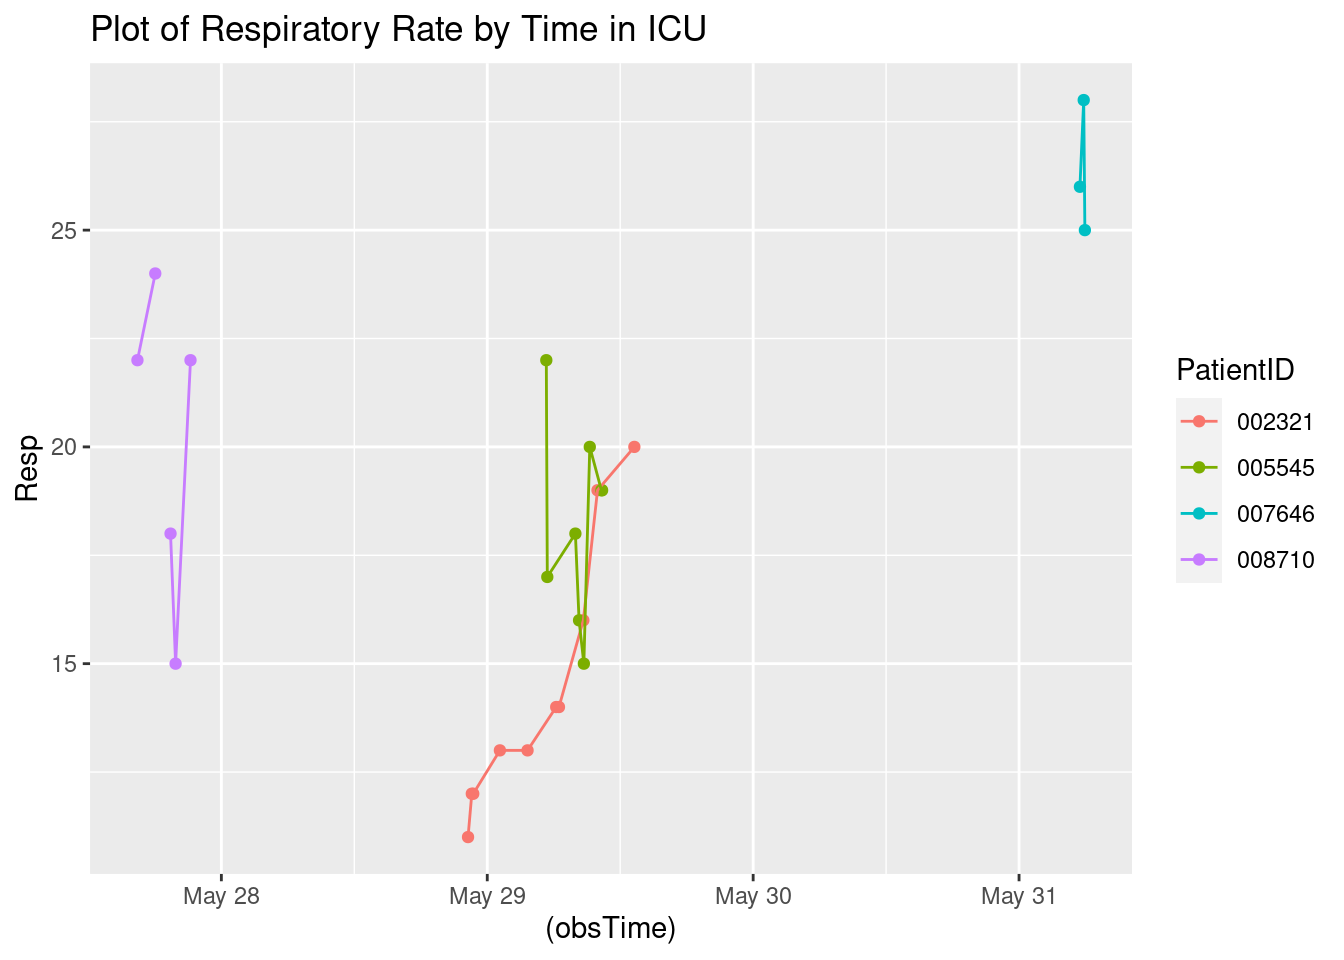 Plot of Respiratory Rate by Time in ICU
Resp
25
20
15
May 28
May 29
May 30
May 31
(obsTime)
PatientID
002321
005545
007646
008710